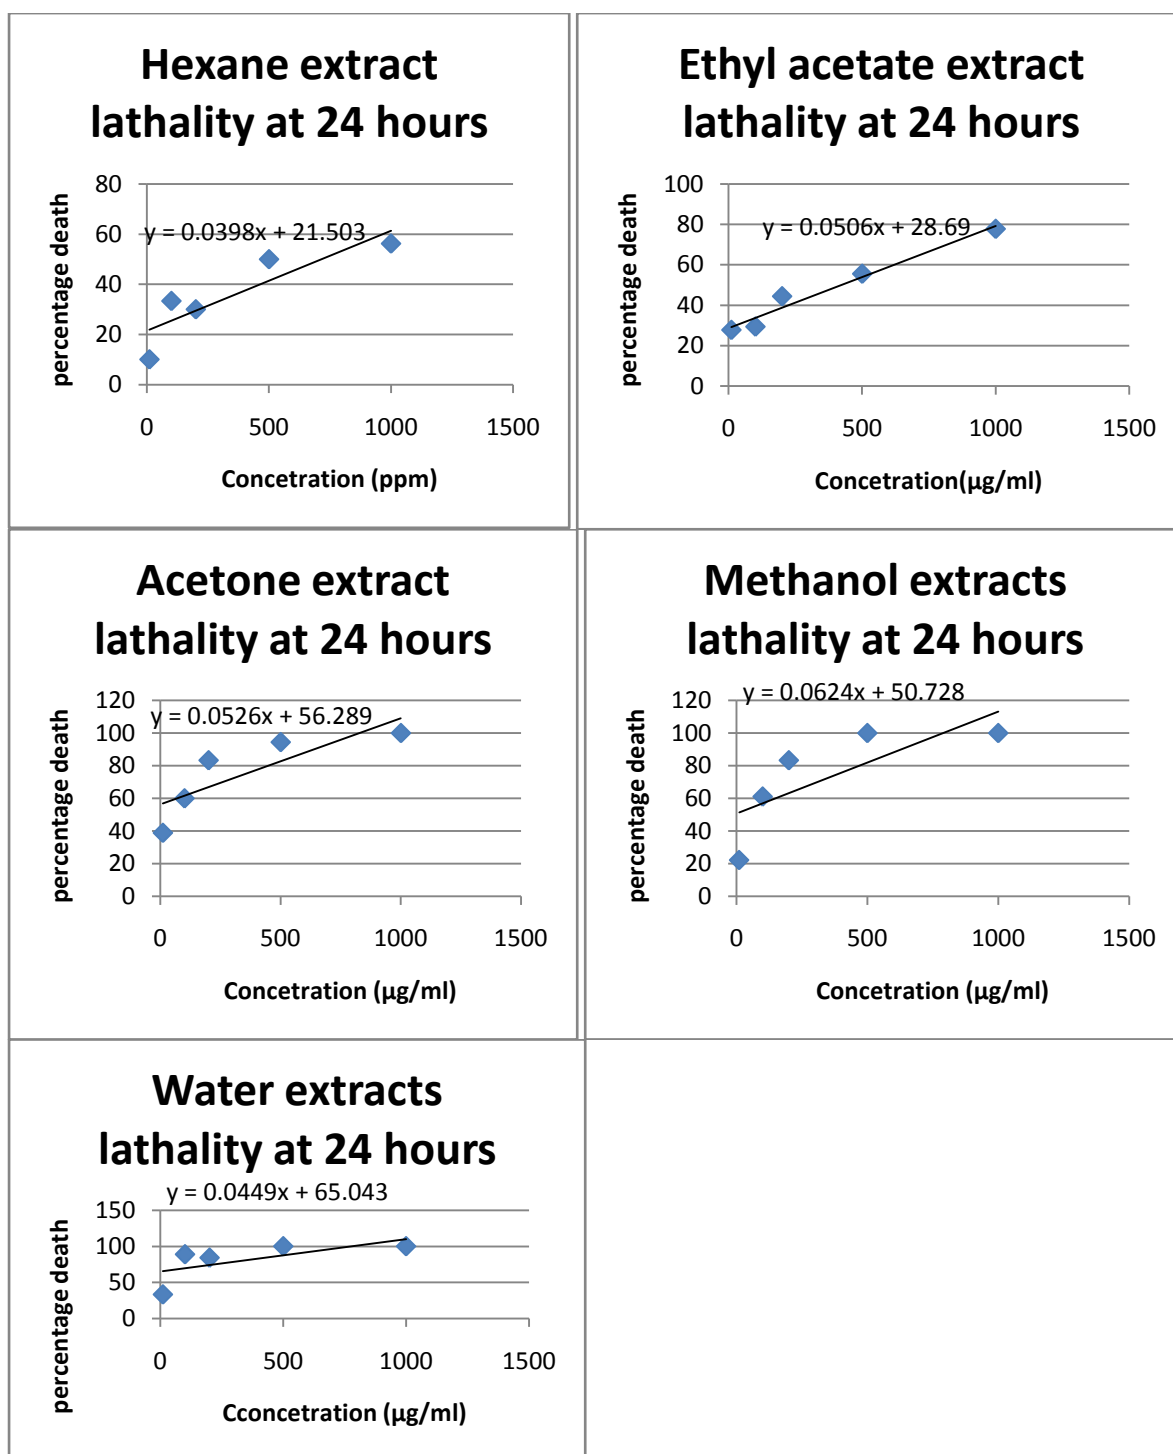 Hexane extract
lathality at 24 hours
80
60
40
20
0
y = 0.0398x + 21.503
percentage death
0 500 1000 1500
Concetration (ppm)
Ethyl acetate extract
lathality at 24 hours
100
80
60
40
20
0
y = 0.0506x + 28.69
percentage death
0 500 1000 1500
Concetration(µg/ml)
Acetone extract
lathality at 24 hours
120
100
80
60
40
20
0
y = 0.0526x + 56.289
percentage death
0 500 1000 1500
Concetration (µg/ml)
Methanol extracts
lathality at 24 hours
y = 0.0624x + 50.728
120
100
80
60
40
20
0
percentage death
0 500 1000 1500
Concetration (µg/ml)
Water extracts
lathality at 24 hours
y = 0.0449x + 65.043
150
100
50
0
percentage death
0 500 1000 1500
Cconcetration (µg/ml)